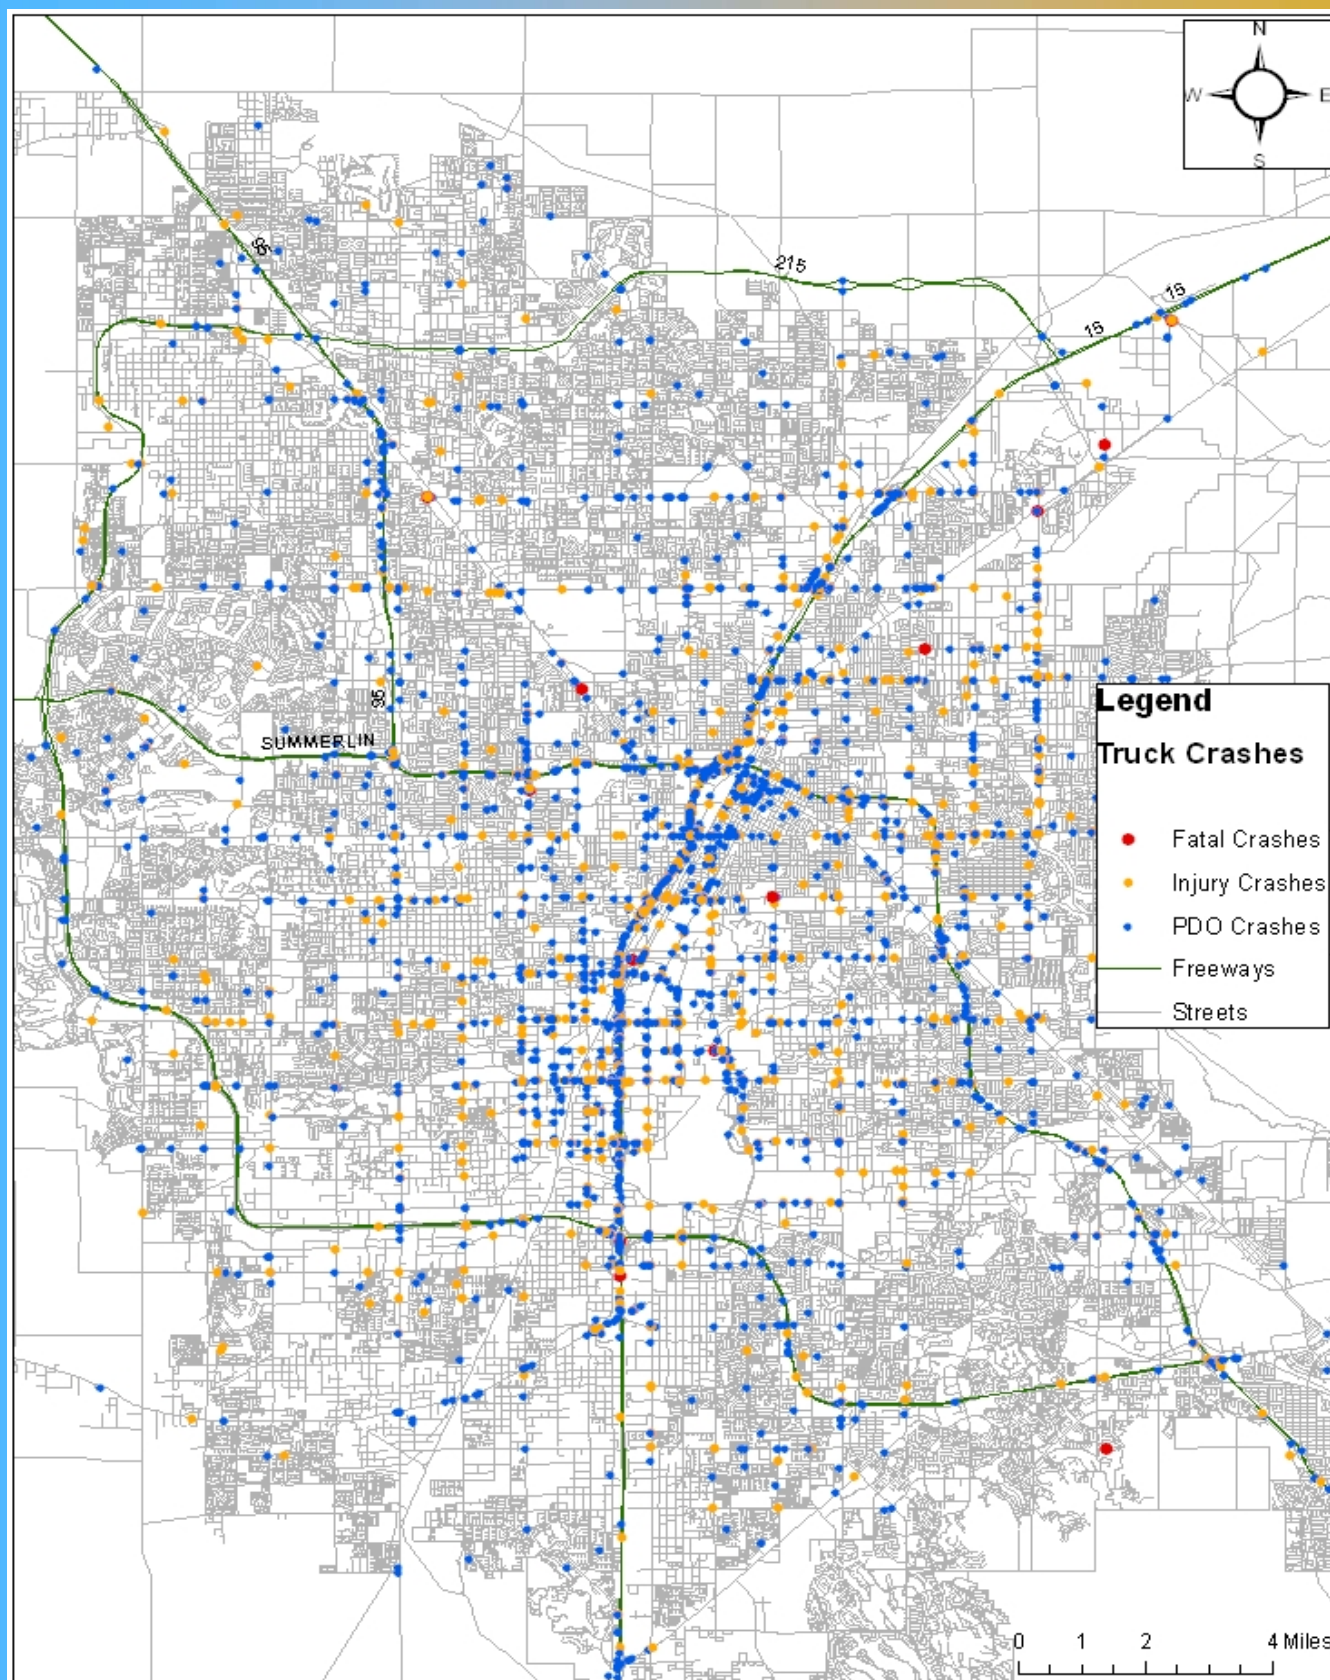 N
W
E
S
95
215
15
15
95
SUMMERLIN
Legend
Truck Crashes
Fatal Crashes
Injury Crashes
PDO Crashes
Freeways
Streets
0 1 2 4 Miles